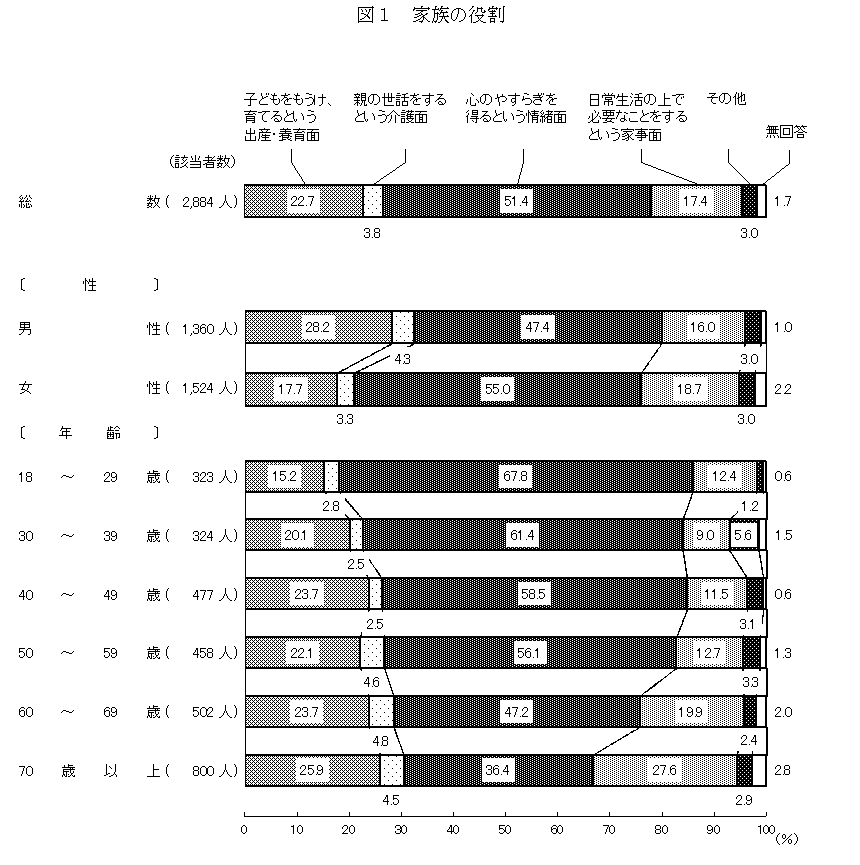 図１　家族の役割
子どもをもうけ、
育てるという
出産・養育面
親の世話をする
という介護面
心のやすらぎを
得るという情緒面
日常生活の上で
必要なことをする
という家事面
その他
無回答
(該当者数)
総　数 ( 2,884 人) 22.7 51.4 17.4 1.7
3.8 3.0
〔　性　〕
男　性 ( 1,360 人) 28.2 47.4 16.0 1.0
4.3 3.0
女　性 ( 1,524 人) 17.7 55.0 18.7 2.2
3.3 3.0
〔　年　齢　〕
18 ～ 29 歳 ( 323 人) 15.2 67.8 12.4 0.6
2.8 1.2
30 ～ 39 歳 ( 324 人) 20.1 61.4 9.0 5.6 1.5
2.5
40 ～ 49 歳 ( 477 人) 23.7 58.5 11.5 0.6
2.5 3.1
50 ～ 59 歳 ( 458 人) 22.1 56.1 12.7 1.3
4.6 3.3
60 ～ 69 歳 ( 502 人) 23.7 47.2 19.9 2.0
4.8 2.4
70 歳 以 上 ( 800 人) 25.9 36.4 27.6 2.8
4.5 2.9
0 10 20 30 40 50 60 70 80 90 100
(%)